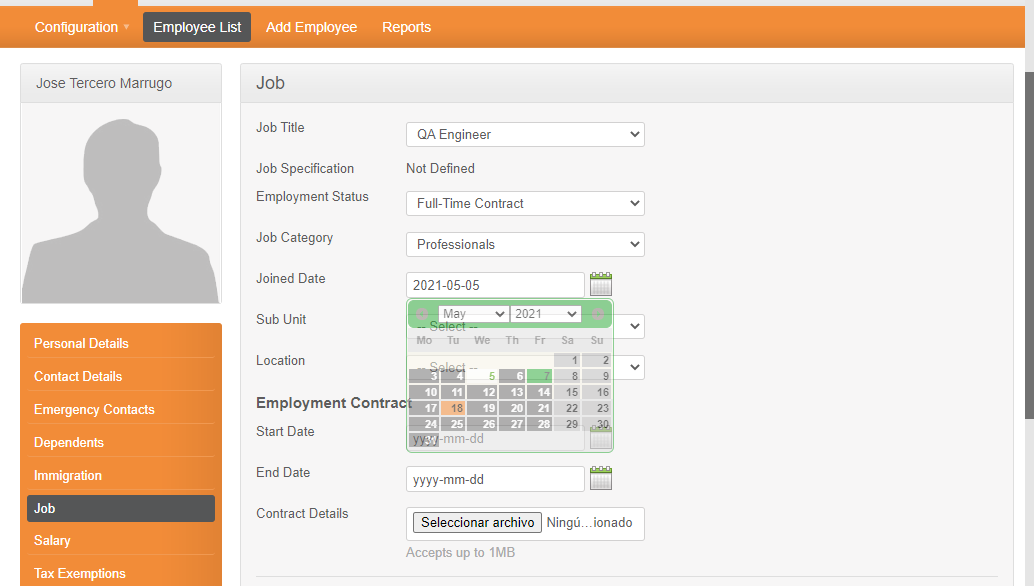 Configuration Employee List Add Employee Reports
Jose Tercero Marrugo
Job
Job Title QA Engineer
Job Specification Not Defined
Employment Status Full-Time Contract
Job Category Professionals
Joined Date 2021-05-05
May 2021
Sub Unit -- Select --
Mo Tu We Th Fr Sa Su
1 2
Location -- Select --
3 4 5 6 7 8 9
10 11 12 13 14 15 16
Employment Contract
17 18 19 20 21 22 23
24 25 26 27 28 29 30
Start Date yyyy-mm-dd
31
End Date yyyy-mm-dd
Contract Details Seleccionar archivo Ningú...ionado
Accepts up to 1MB
Personal Details
Contact Details
Emergency Contacts
Dependents
Immigration
Job
Salary
Tax Exemptions